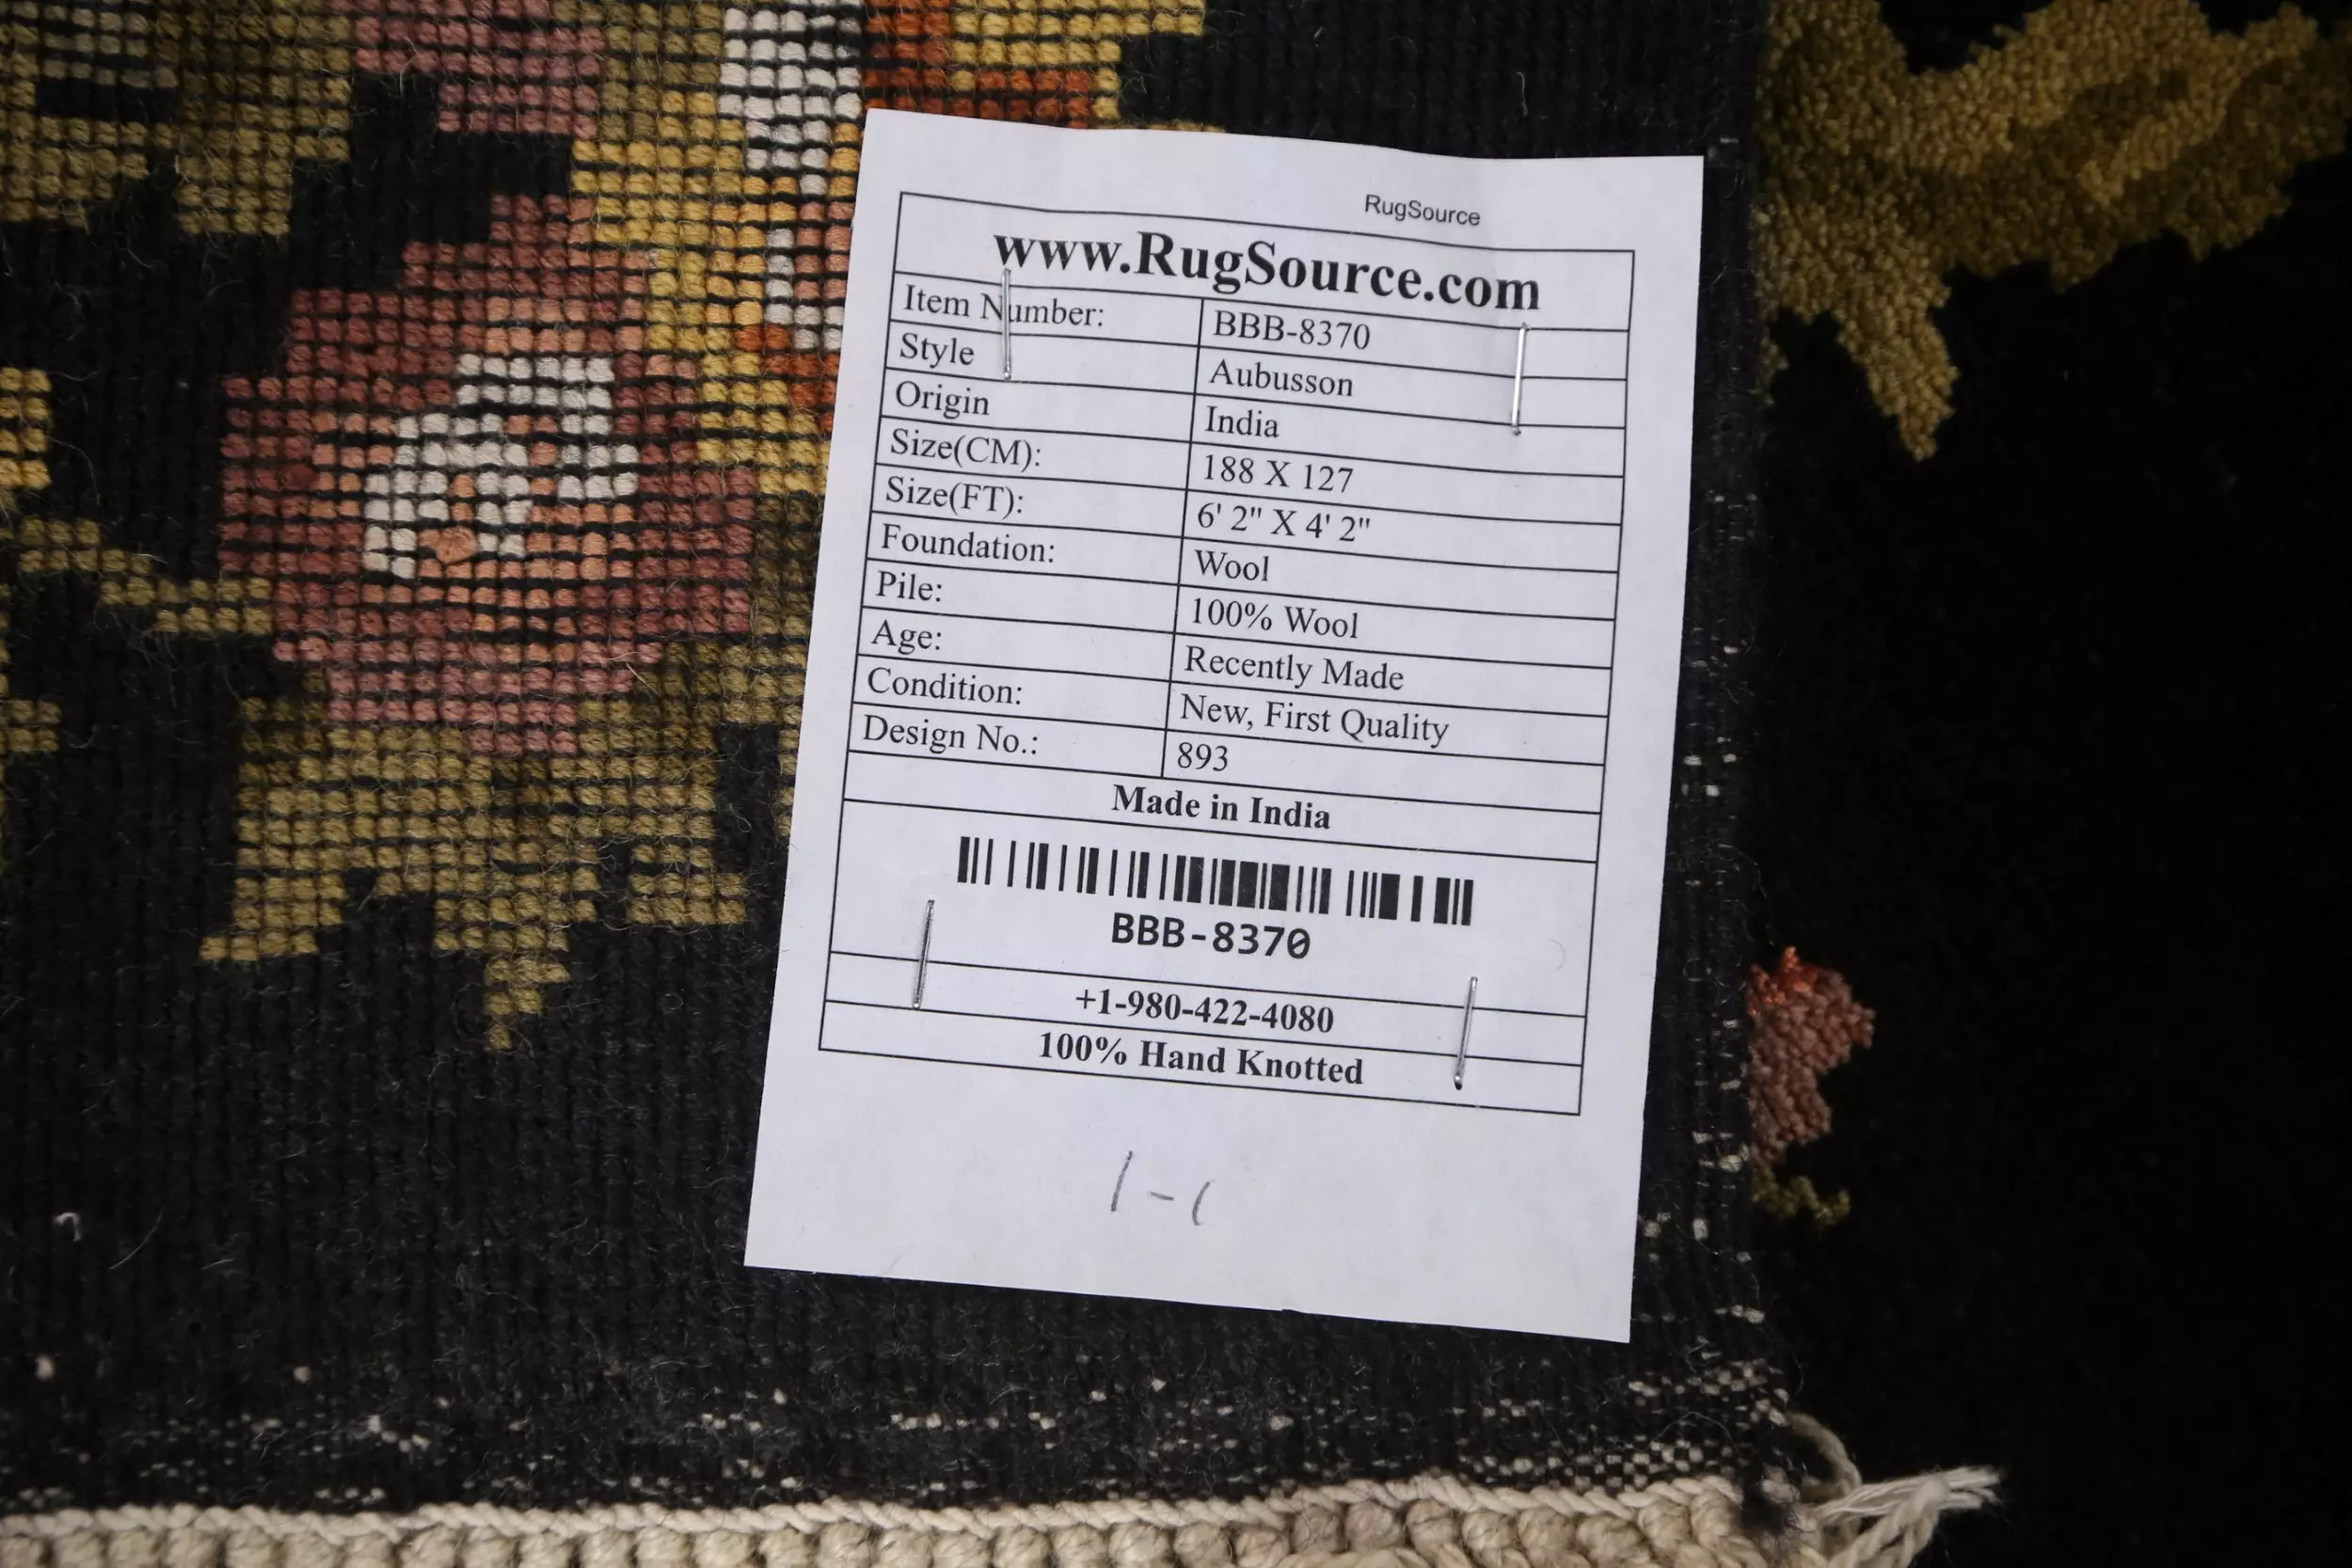 RugSource
www.RugSource.com
Item Number: BBB-8370
Style Aubusson
Origin India
Size(CM): 188 X 127
Size(FT): 6' 2" X 4' 2"
Foundation: Wool
Pile: 100% Wool
Age: Recently Made
Condition: New, First Quality
Design No.: 893
Made in India
BBB-8370
+1-980-422-4080
100% Hand Knotted
1-1